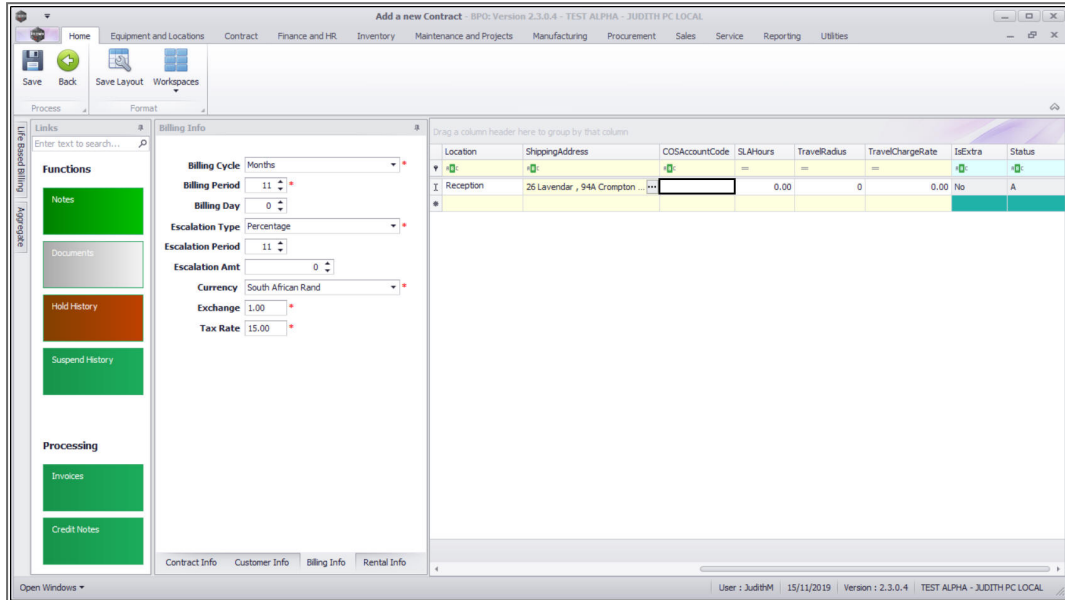 Add a new Contract - BPO: Version 2.3.0.4 - TEST ALPHA - JUDITH PC LOCAL
Home Equipment and Locations Contract Finance and HR Inventory Maintenance and Projects Manufacturing Procurement Sales Service Reporting Utilities
Save Back Save Layout Workspaces
Process Format
Life Based Billing
Aggregate
Links
Enter text to search...
Functions
Notes
Documents
Hold History
Suspend History
Processing
Invoices
Credit Notes
Billing Info
Billing Cycle Months *
Billing Period 11 *
Billing Day 0
Escalation Type Percentage *
Escalation Period 11
Escalation Amt 0
Currency South African Rand *
Exchange 1.00 *
Tax Rate 15.00 *
Contract Info Customer Info Billing Info Rental Info
Drag a column header here to group by that column
Location ShippingAddress COSAccountCode SLAHours TravelRadius TravelChargeRate IsExtra Status
= = =
Reception 26 Lavendar , 94A Crompton ... ... 0.00 0 0.00 No A
Open Windows User : JudithM 15/11/2019 Version : 2.3.0.4 TEST ALPHA - JUDITH PC LOCAL